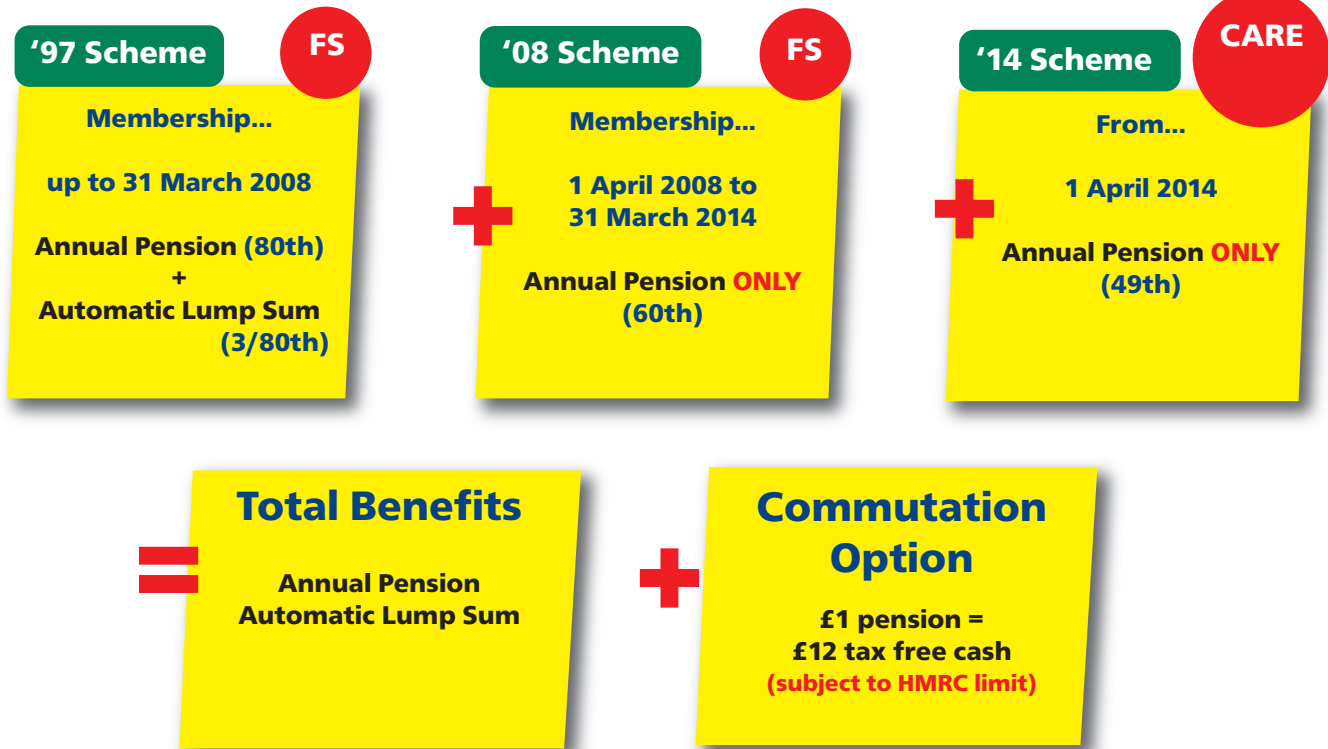 ‘97 Scheme
FS
Membership...
up to 31 March 2008
Annual Pension (80th)
+
Automatic Lump Sum
(3/80th)
+
‘08 Scheme
FS
Membership...
1 April 2008 to
31 March 2014
Annual Pension ONLY
(60th)
+
‘14 Scheme
CARE
From...
1 April 2014
Annual Pension ONLY
(49th)
=
Total Benefits
Annual Pension
Automatic Lump Sum
+
Commutation
Option
£1 pension =
£12 tax free cash
(subject to HMRC limit)